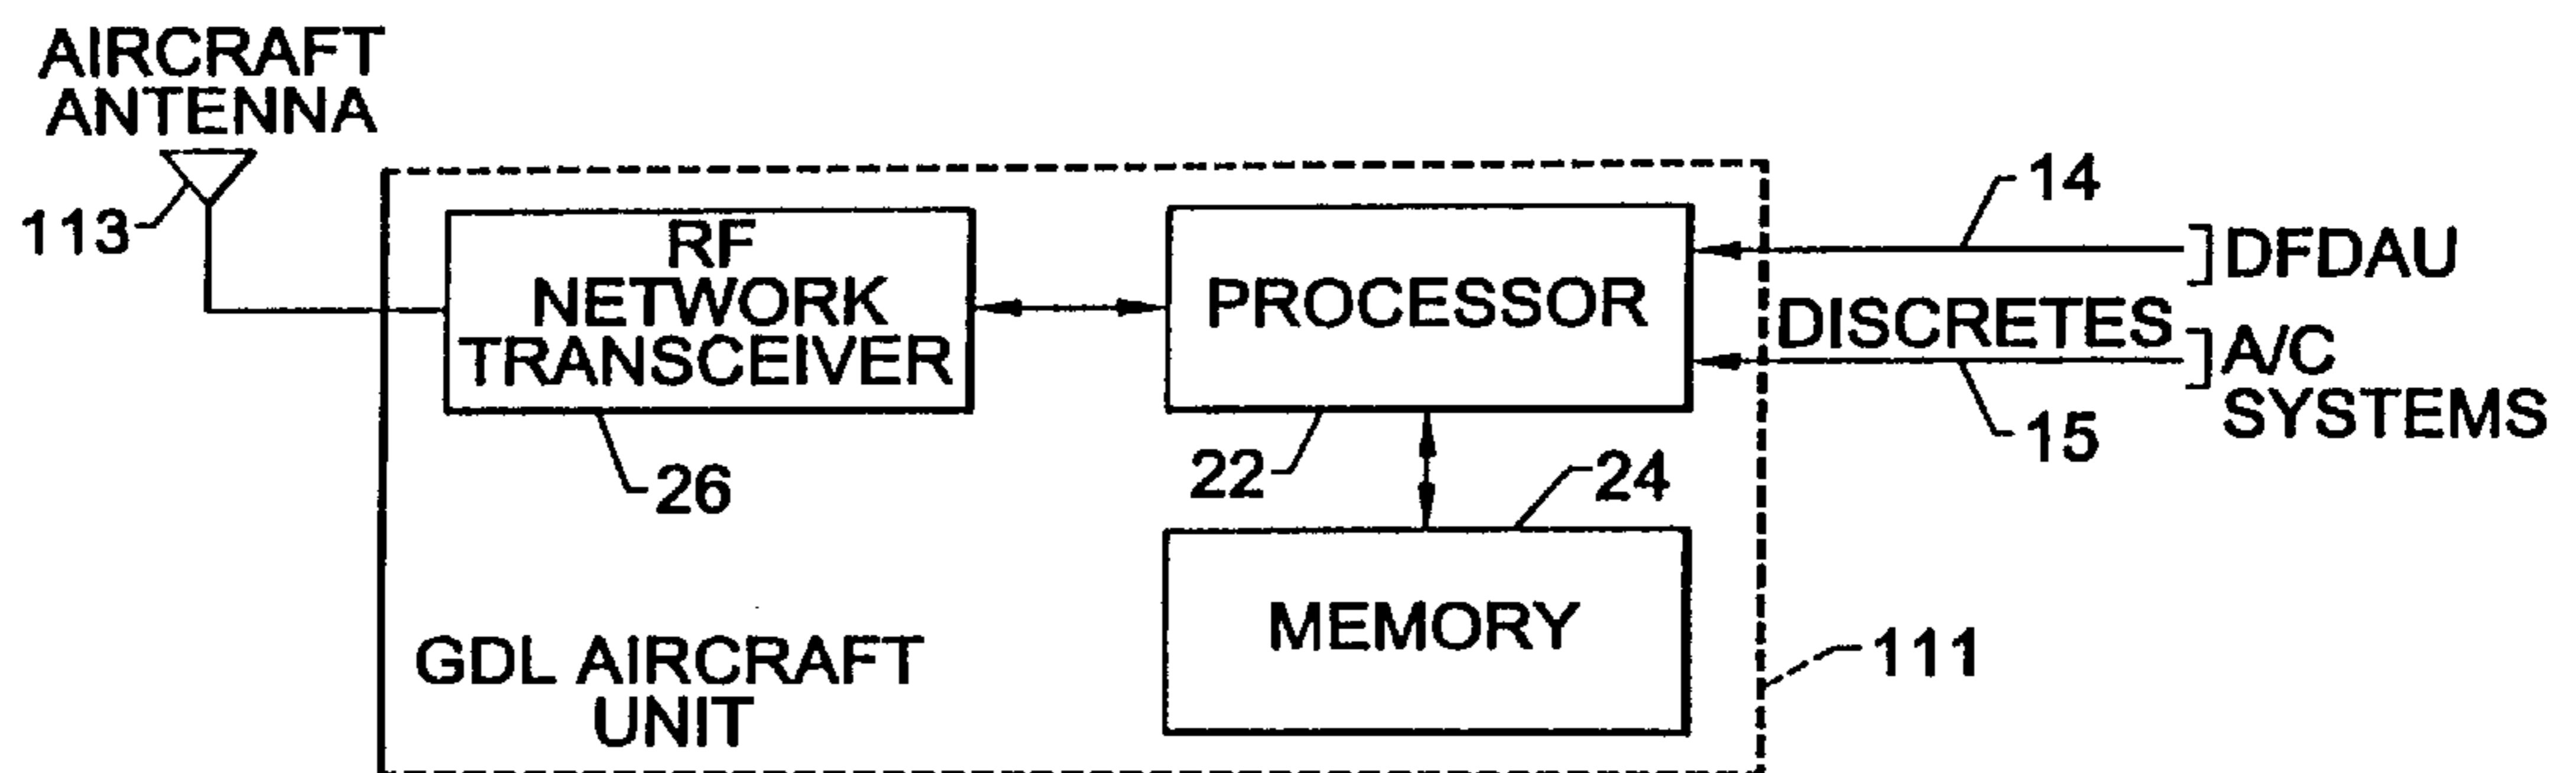 AIRCRAFT
ANTENNA
113
RF
NETWORK
TRANSCEIVER
26
PROCESSOR
22
24
MEMORY
GDL AIRCRAFT
UNIT
14
DFDAU
DISCRETES
A/C
SYSTEMS
15
111